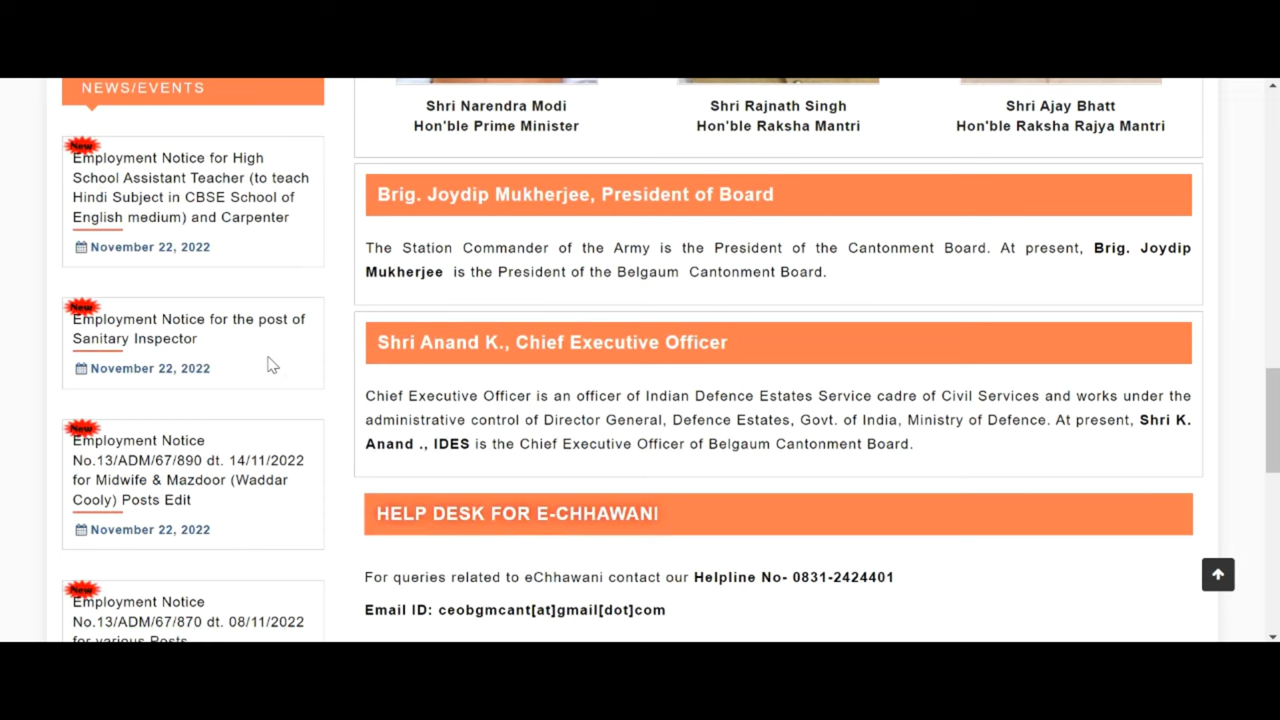 NEWS/EVENTS
New
Employment Notice for High
School Assistant Teacher (to teach
Hindi Subject in CBSE School of
English medium) and Carpenter
November 22, 2022
New
Employment Notice for the post of
Sanitary Inspector
November 22, 2022
New
Employment Notice
No.13/ADM/67/890 dt. 14/11/2022
for Midwife & Mazdoor (Waddar
Cooly) Posts Edit
November 22, 2022
New
Employment Notice
No.13/ADM/67/870 dt. 08/11/2022
for various Posts
Shri Narendra Modi
Hon'ble Prime Minister
Shri Rajnath Singh
Hon'ble Raksha Mantri
Shri Ajay Bhatt
Hon'ble Raksha Rajya Mantri
Brig. Joydip Mukherjee, President of Board
The Station Commander of the Army is the President of the Cantonment Board. At present, Brig. Joydip
Mukherjee is the President of the Belgaum Cantonment Board.
Shri Anand K., Chief Executive Officer
Chief Executive Officer is an officer of Indian Defence Estates Service cadre of Civil Services and works under the
administrative control of Director General, Defence Estates, Govt. of India, Ministry of Defence. At present, Shri K.
Anand ., IDES is the Chief Executive Officer of Belgaum Cantonment Board.
HELP DESK FOR E-CHHAWANI
For queries related to eChhawani contact our Helpline No- 0831-2424401
Email ID: ceobgmcant[at]gmail[dot]com